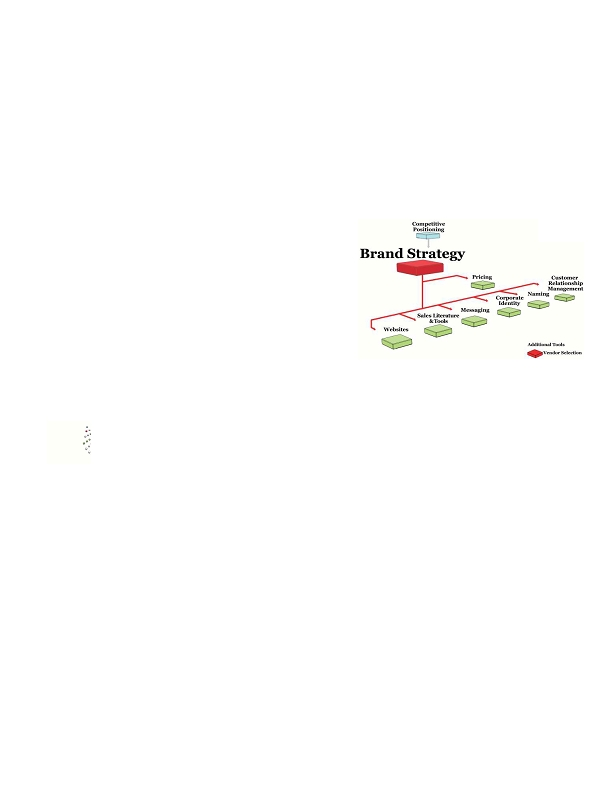 Competitive
Positioning
Brand Strategy
Pricing
Customer
Relationship
Management
Naming
Corporate
Identity
Messaging
Sales Literature
&Tools
Websites
Additional Tools
Vendor Selection